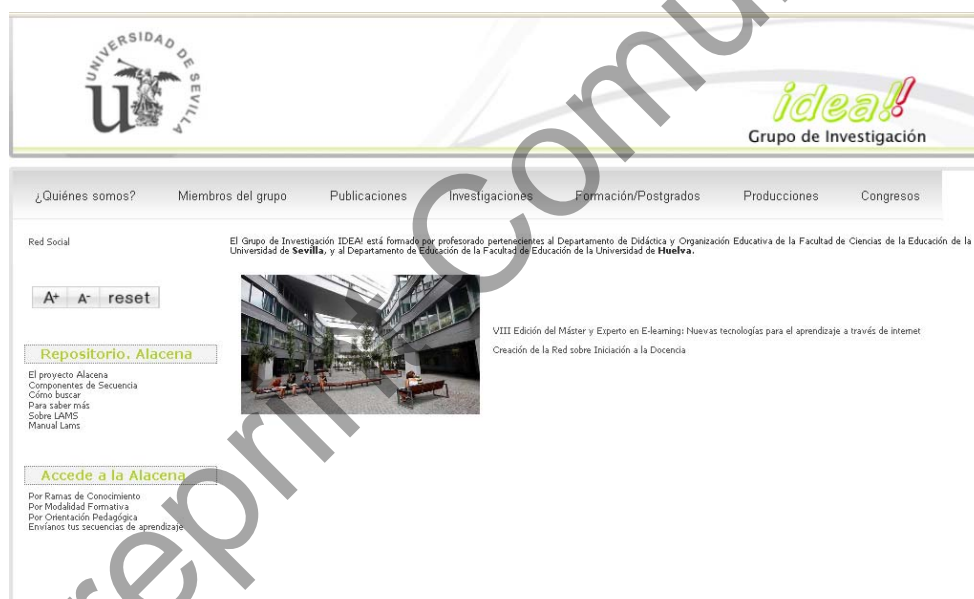 UNIVERSIDAD DE SEVILLA
idea!!
Grupo de Investigación
¿Quiénes somos? Miembros del grupo Publicaciones Investigaciones Formación/Postgrados Producciones Congresos
Red Social
El Grupo de Investigación IDEA! está formado por profesorado pertenecientes al Departamento de Didáctica y Organización Educativa de la Facultad de Ciencias de la Educación de la
Universidad de Sevilla, y al Departamento de Educación de la Facultad de Educación de la Universidad de Huelva.
A+ A- reset
VIII Edición del Máster y Experto en E-learning: Nuevas tecnologías para el aprendizaje a través de internet
Creación de la Red sobre Iniciación a la Docencia
Repositorio. Alacena
El proyecto Alacena
Componentes de Secuencia
Cómo buscar
Para saber más
Sobre LAMS
Manual Lams
Accede a la Alacena
Por Ramas de Conocimiento
Por Modalidad Formativa
Por Orientación Pedagógica
Envíanos tus secuencias de aprendizaje
reprint Comu